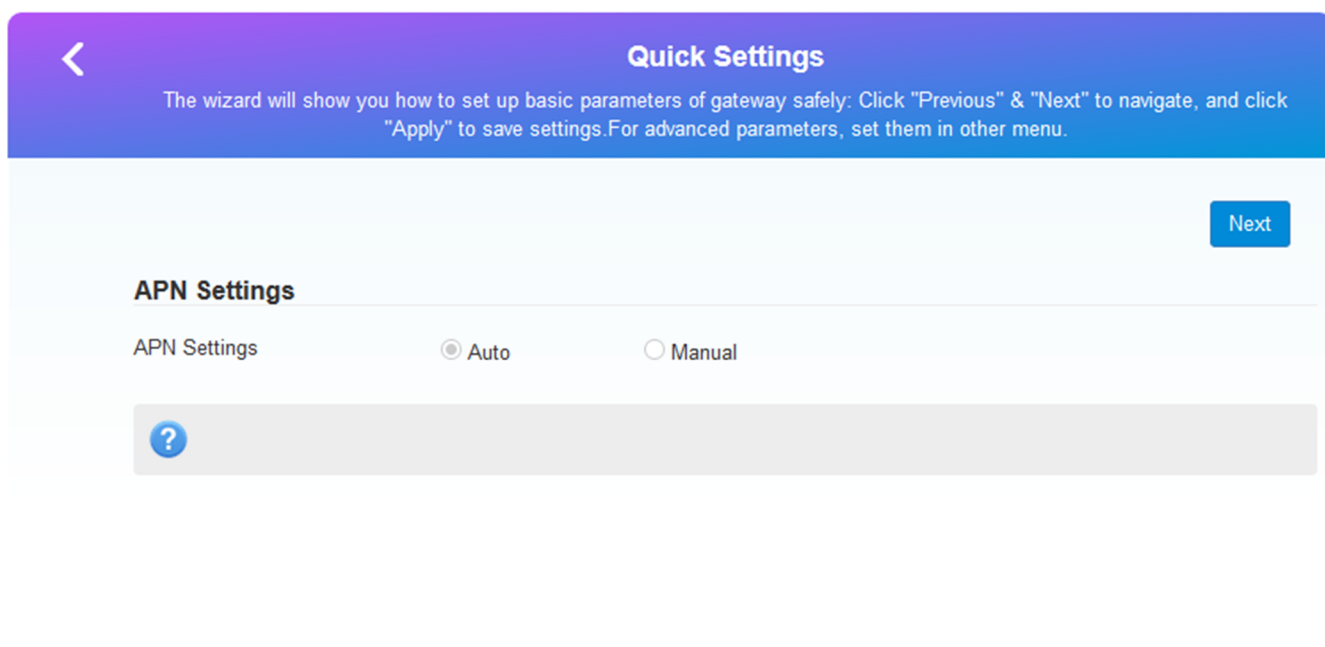 Quick Settings
The wizard will show you how to set up basic parameters of gateway safely: Click "Previous" & "Next" to navigate, and click
"Apply" to save settings.For advanced parameters, set them in other menu.
Next
APN Settings
APN Settings
Auto
Manual
?